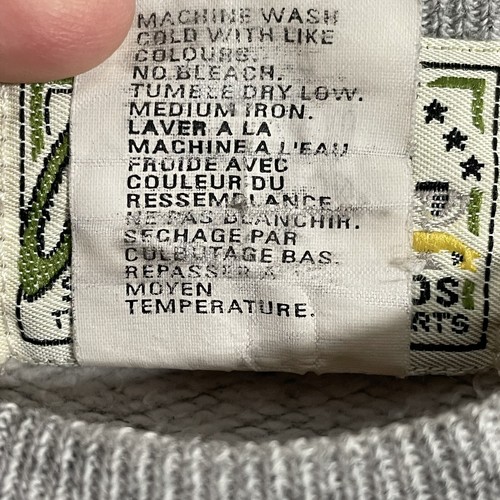 MACHINE WASH
COLD WITH LIKE
COLOURS.
NO BLEACH.
TUMBLE DRY LOW.
MEDIUM IRON.
LAVER A LA
MACHINE A L'EAU
FROIDE AVEC
COULEUR DU
RESSEMBLANCE
NE PAS BLANCHIR.
SECHAGE PAR
CULBUTAGE BAS.
REPASSER A
MOYEN
TEMPERATURE.